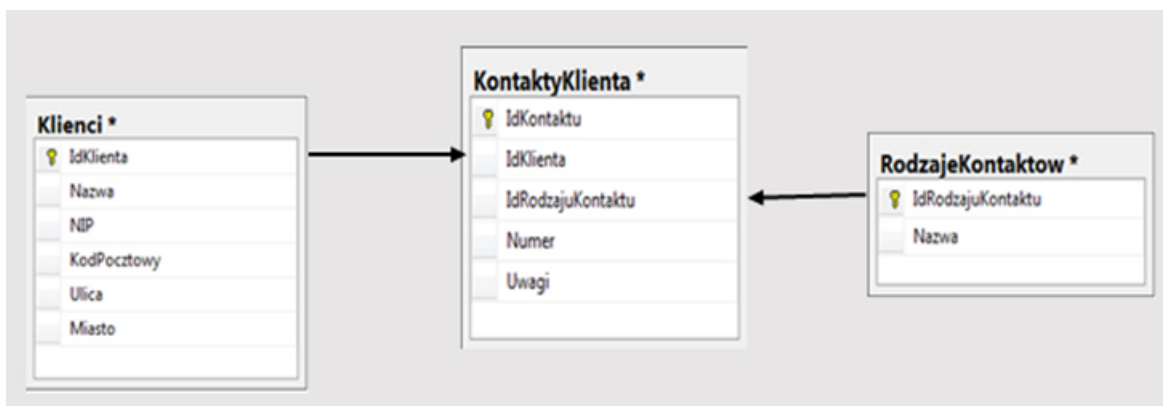 Klienci *
IdKlienta
Nazwa
NIP
KodPocztowy
Ulica
Miasto
KontaktyKlienta *
IdKontaktu
IdKlienta
IdRodzajuKontaktu
Numer
Uwagi
RodzajeKontaktow *
IdRodzajuKontaktu
Nazwa